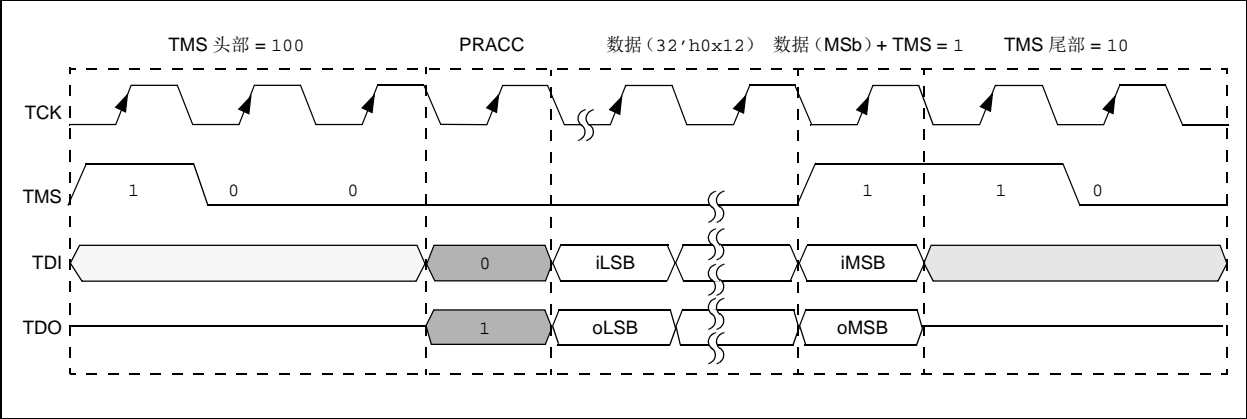 TMS 头部 = 100
PRACC
数据（32'h0x12）
数据（MSb）+ TMS = 1
TMS 尾部 = 10
TCK
TMS
1 0 0 1 1 0
TDI
0 iLSB iMSB
TDO
1 oLSB oMSB